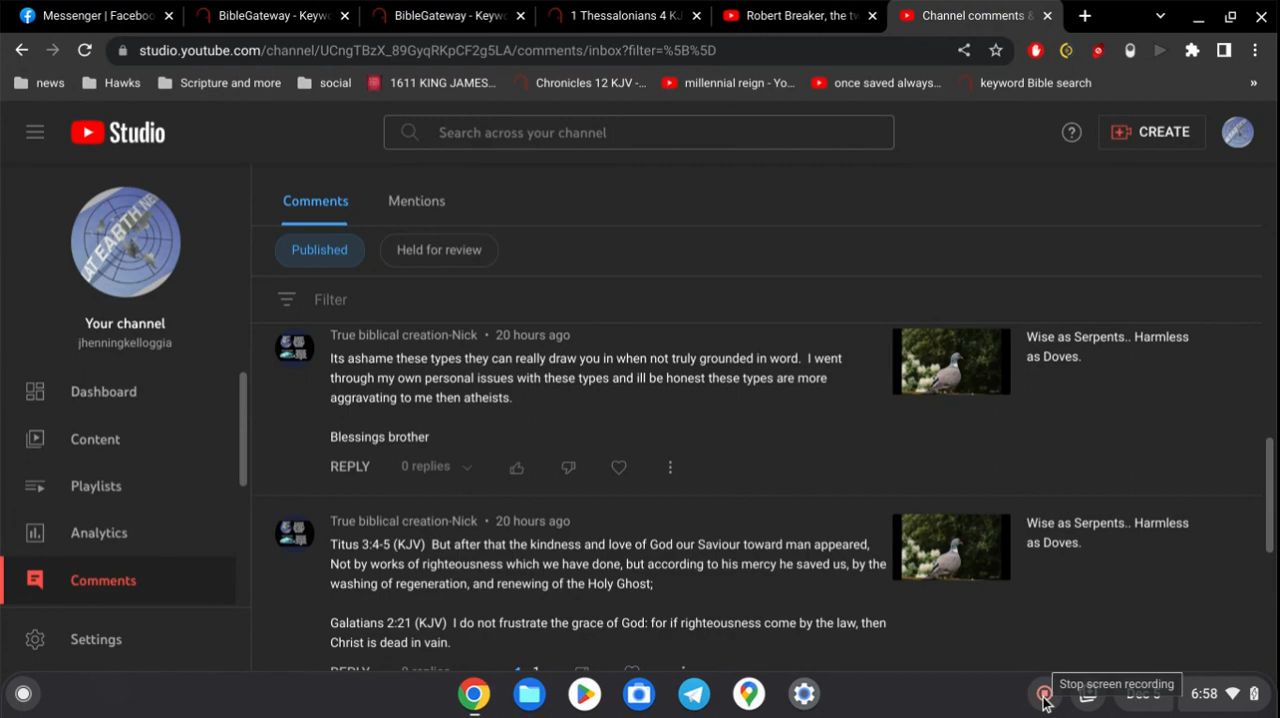 Messenger | Faceboo
BibleGateway - Keyw
BibleGateway - Keyw
1 Thessalonians 4 KJ
Robert Breaker, the tw
Channel comments &
studio.youtube.com/channel/UCngTBzX_89GyqRKpCF2g5LA/comments/inbox?filter=%5B%5D
news
Hawks
Scripture and more
social
1611 KING JAMES...
Chronicles 12 KJV -...
millennial reign - Yo...
once saved always...
keyword Bible search
»
Studio
Search across your channel
CREATE
AT EARTH NE
Your channel
jhenningkelloggia
Dashboard
Content
Playlists
Analytics
Comments
Settings
Comments
Mentions
Published
Held for review
Filter
True biblical creation-Nick • 20 hours ago
Its ashame these types they can really draw you in when not truly grounded in word. I went
through my own personal issues with these types and ill be honest these types are more
aggravating to me then atheists.
Blessings brother
REPLY
0 replies
Wise as Serpents.. Harmless
as Doves.
True biblical creation-Nick • 20 hours ago
Titus 3:4-5 (KJV) But after that the kindness and love of God our Saviour toward man appeared,
Not by works of righteousness which we have done, but according to his mercy he saved us, by the
washing of regeneration, and renewing of the Holy Ghost;
Galatians 2:21 (KJV) I do not frustrate the grace of God: for if righteousness come by the law, then
Christ is dead in vain.
REPLY
0 replies
1
Wise as Serpents.. Harmless
as Doves.
Stop screen recording
Dec 5
6:58